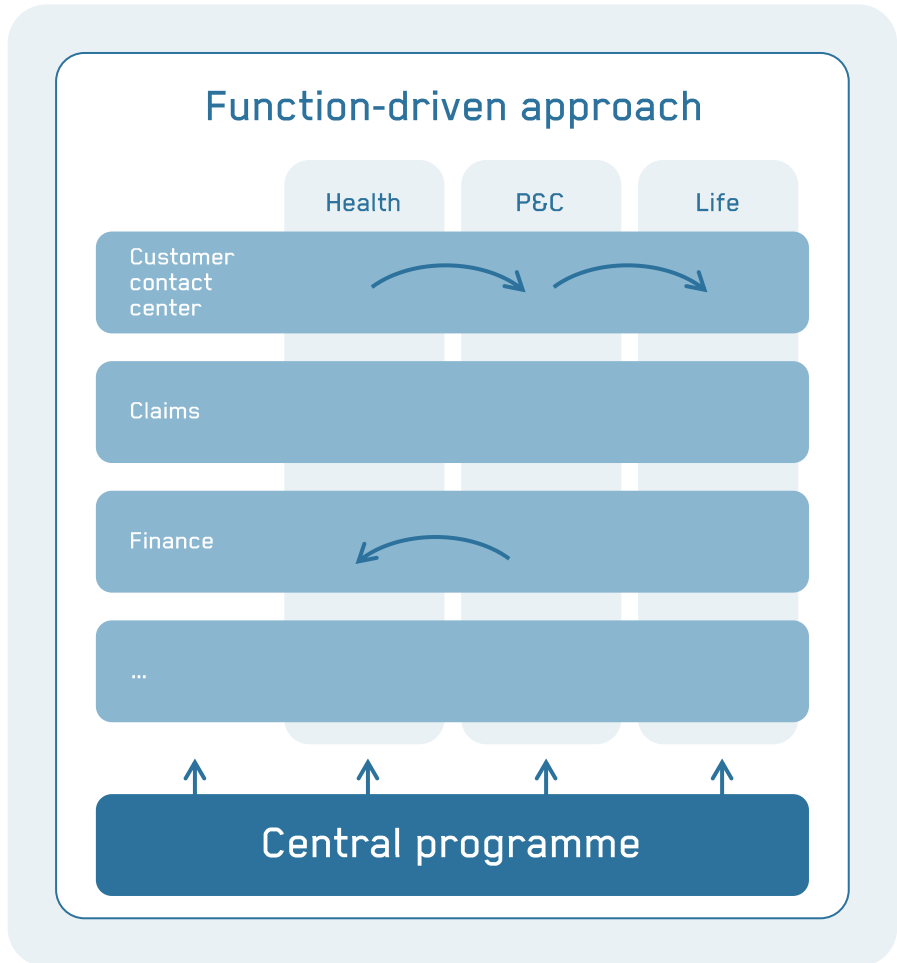 Function-driven approach
Health P&C Life
Customer
contact
center
Claims
Finance
...
Central programme